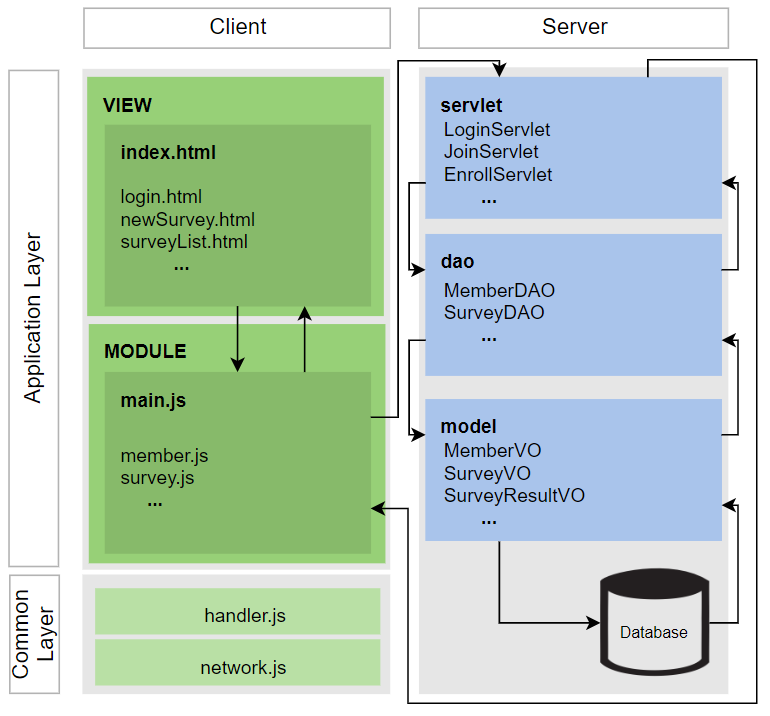 Client
Server
Application Layer
VIEW
index.html
login.html
newSurvey.html
surveyList.html
...
MODULE
main.js
member.js
survey.js
...
servlet
LoginServlet
JoinServlet
EnrollServlet
...
dao
MemberDAO
SurveyDAO
...
model
MemberVO
SurveyVO
SurveyResultVO
...
Database
Common
Layer
handler.js
network.js